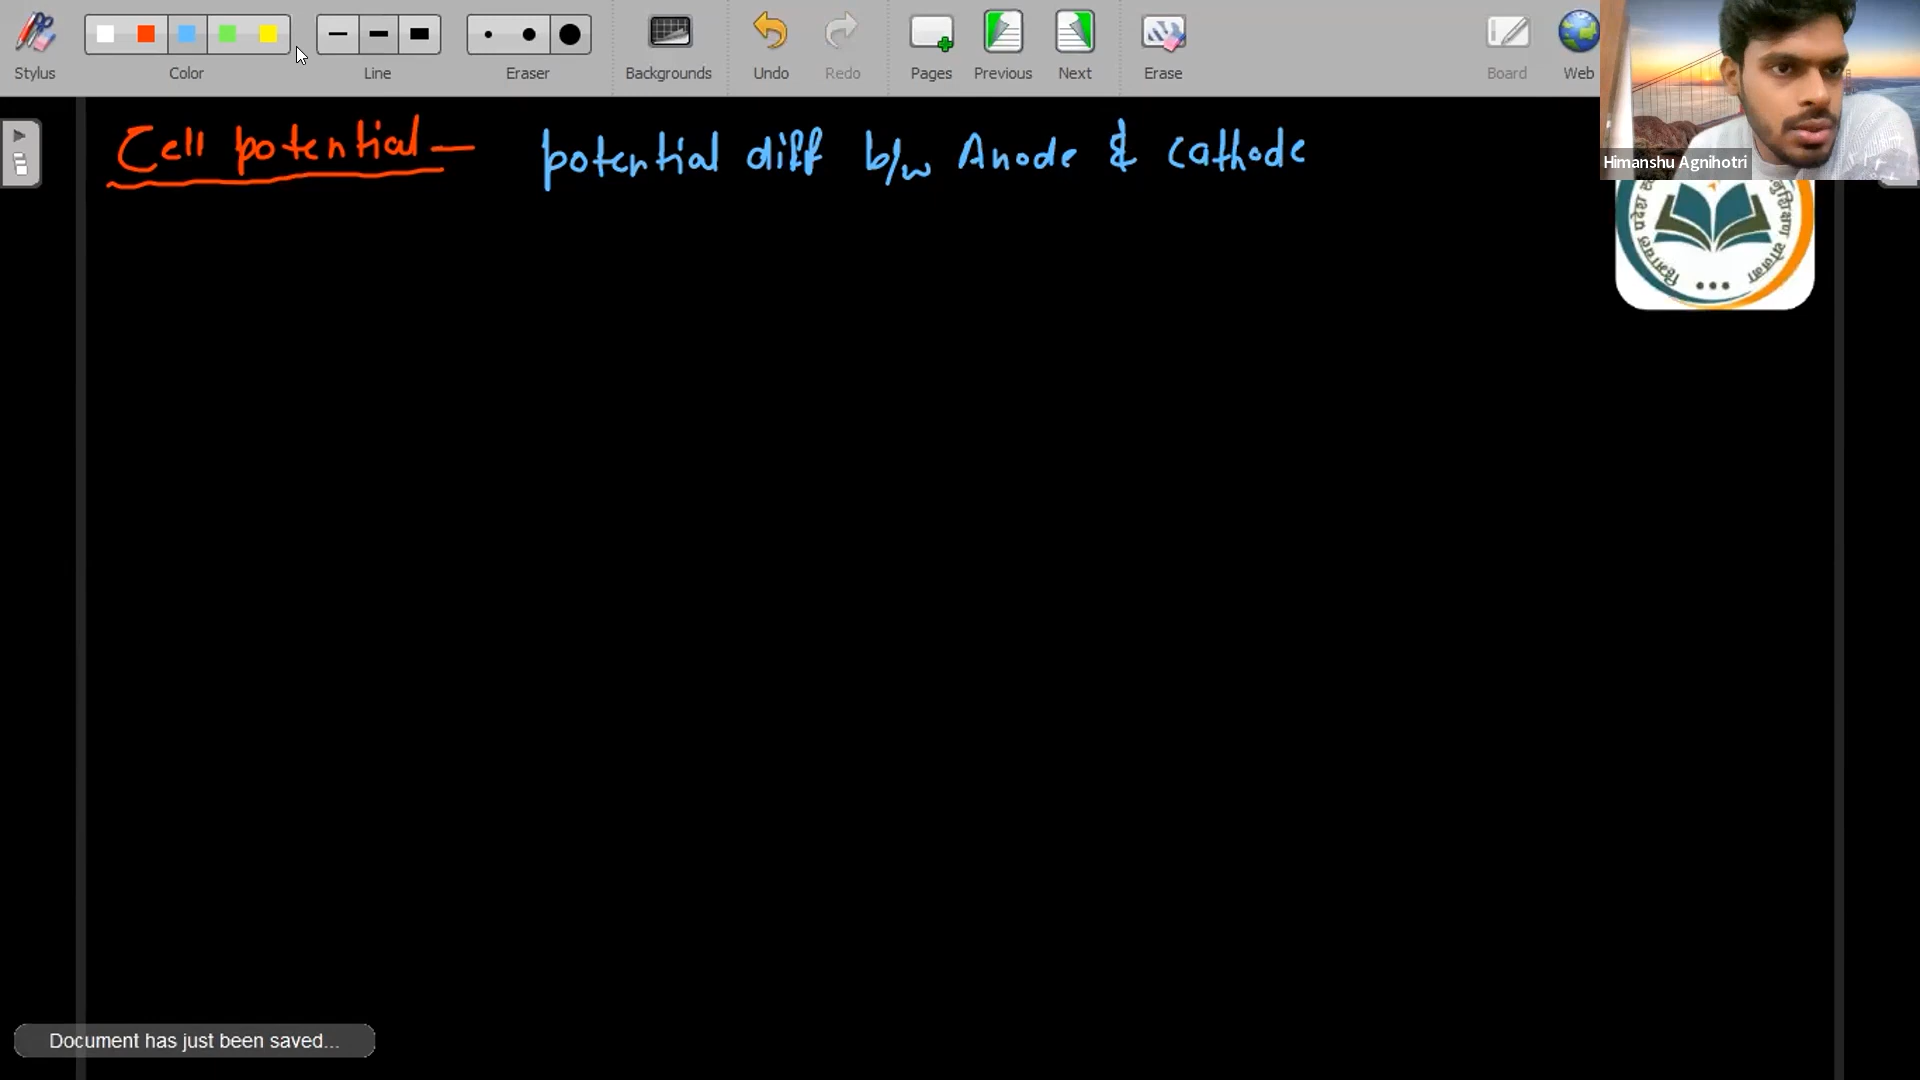 Stylus Color Line Eraser Backgrounds Undo Redo Pages Previous Next Erase Board Web
Himanshu Agnihotri
Cell potential — potential diff b/w Anode & Cathode
Document has just been saved...